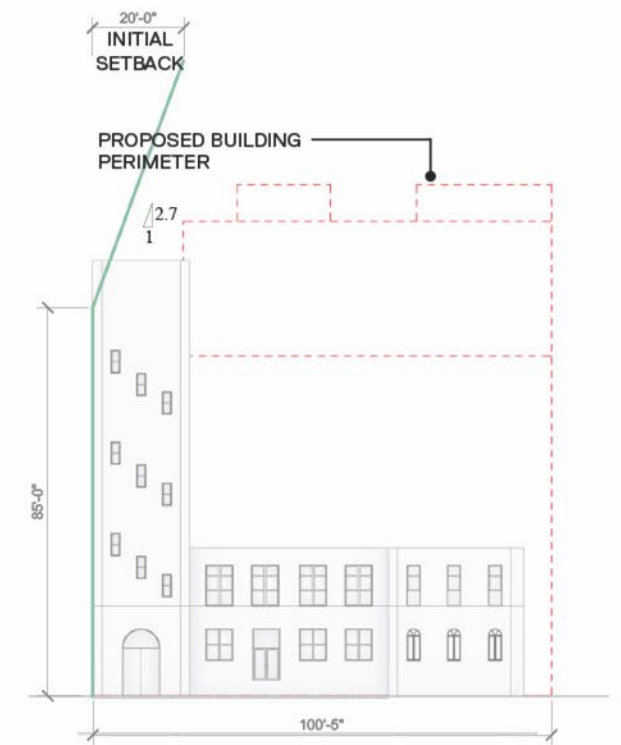 20'-0"
INITIAL
SETBACK
PROPOSED BUILDING
PERIMETER
2.7
1
85'-0"
100'-5"